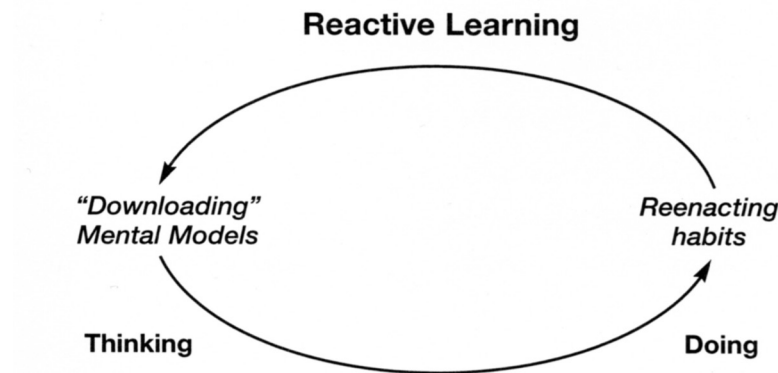 Reactive Learning
“Downloading”
Mental Models
Reenacting
habits
Thinking
Doing